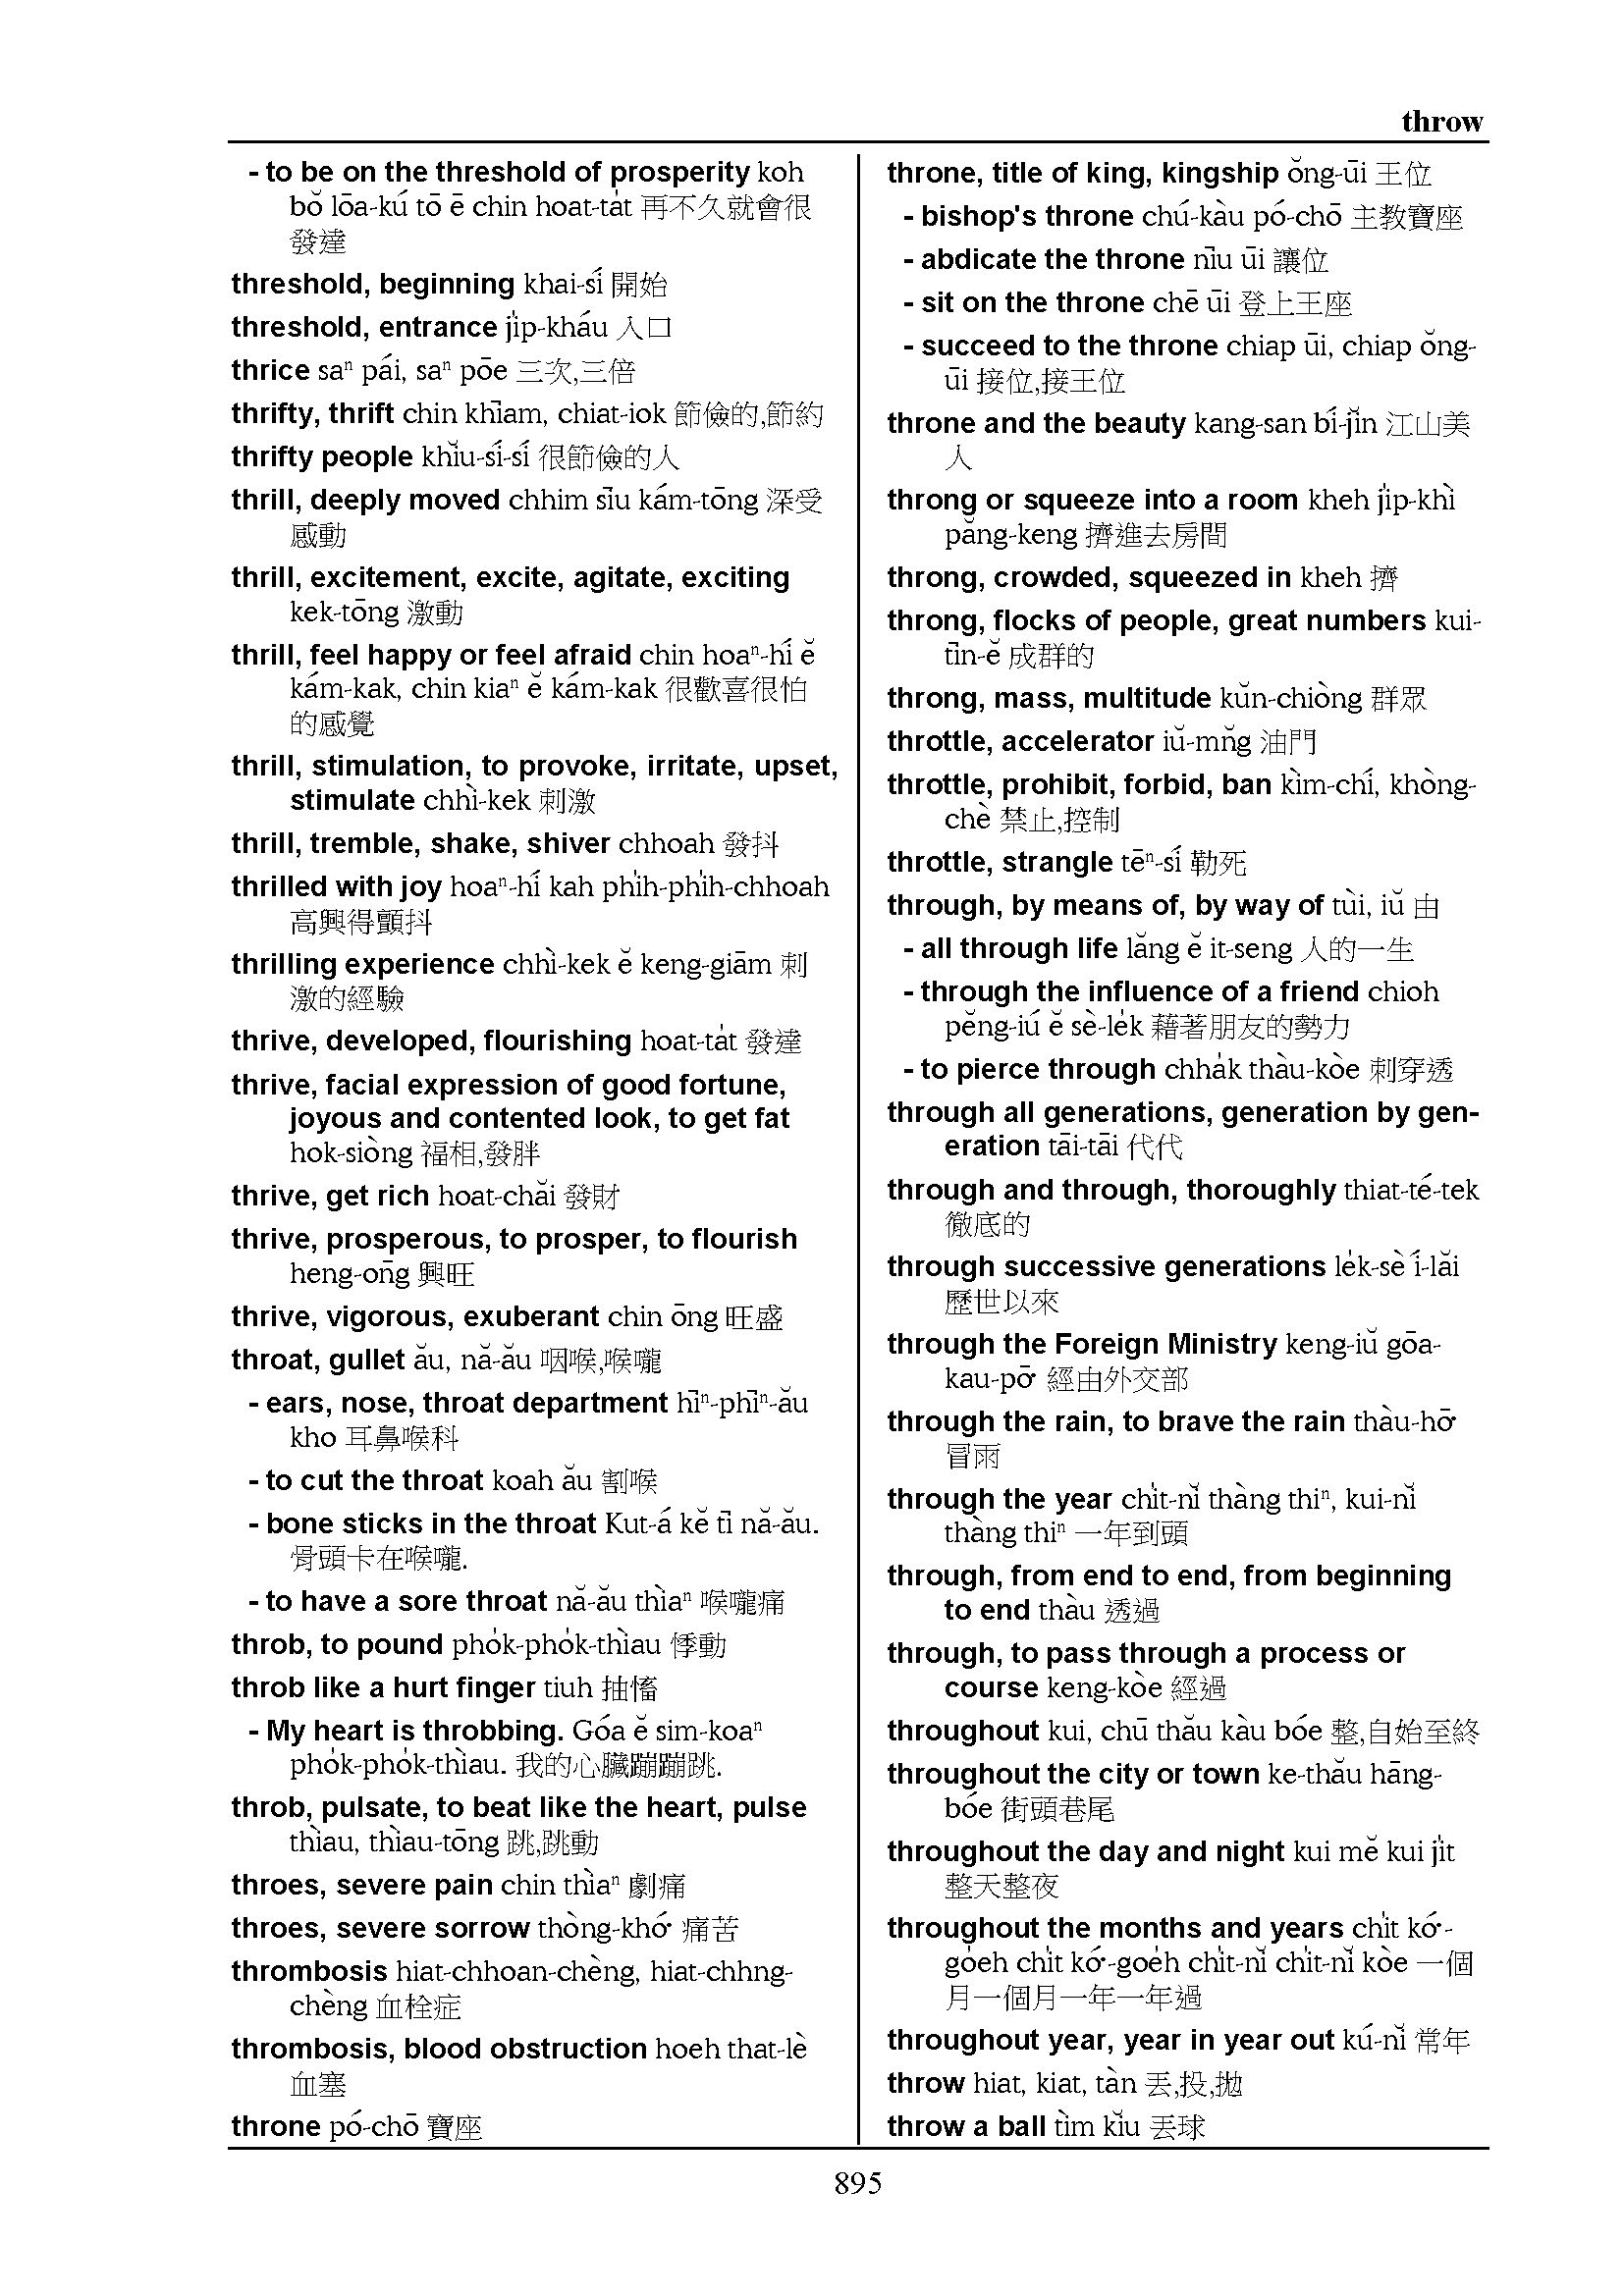 throw
- to be on the threshold of prosperity koh
bŏ lōa-kú tō ē chin hoat-ta̍t 再不久就會很
發達
threshold, beginning khai-sí 開始
threshold, entrance ji̍p-kháu 入口
thrice saⁿ pái, saⁿ pōe 三次,三倍
thrifty, thrift chin khīam, chiat-iok 節儉的,節約
thrifty people khĭu-sí-sí 很節儉的人
thrill, deeply moved chhim sīu kám-tōng 深受
感動
thrill, excitement, excite, agitate, exciting
kek-tōng 激動
thrill, feel happy or feel afraid chin hoaⁿ-hí ĕ
kám-kak, chin kiaⁿ ĕ kám-kak 很歡喜很怕
的感覺
thrill, stimulation, to provoke, irritate, upset,
stimulate chhì-kek 刺激
thrill, tremble, shake, shiver chhoah 發抖
thrilled with joy hoaⁿ-hí kah phi̍h-phi̍h-chhoah
高興得顫抖
thrilling experience chhì-kek ĕ keng-giām 刺
激的經驗
thrive, developed, flourishing hoat-ta̍t 發達
thrive, facial expression of good fortune,
joyous and contented look, to get fat
hok-siòng 福相,發胖
thrive, get rich hoat-chăi 發財
thrive, prosperous, to prosper, to flourish
heng-on̄g 興旺
thrive, vigorous, exuberant chin ōng 旺盛
throat, gullet ău, nă-ău 咽喉,喉嚨
- ears, nose, throat department hīⁿ-phīⁿ-ău
kho 耳鼻喉科
- to cut the throat koah ău 割喉
- bone sticks in the throat Kut-á kĕ tī nă-ău.
骨頭卡在喉嚨.
- to have a sore throat nă-ău thìaⁿ 喉嚨痛
throb, to pound pho̍k-pho̍k-thìau 悸動
throb like a hurt finger tiuh 抽慉
- My heart is throbbing. Góa ĕ sim-koaⁿ
pho̍k-pho̍k-thìau. 我的心臟蹦蹦跳.
throb, pulsate, to beat like the heart, pulse
thìau, thìau-tōng 跳,跳動
throes, severe pain chin thìaⁿ 劇痛
throes, severe sorrow thòng-khó͘ 痛苦
thrombosis hiat-chhoan-chèng, hiat-chhng-
chèng 血栓症
thrombosis, blood obstruction hoeh that-lè
血塞
throne pó-chō 寶座
throne, title of king, kingship ŏng-ūi 王位
- bishop's throne chú-kàu pó-chō 主教寶座
- abdicate the throne nīu ūi 讓位
- sit on the throne chē ūi 登上王座
- succeed to the throne chiap ūi, chiap ŏng-
ūi 接位,接王位
throne and the beauty kang-san bí-jĭn 江山美
人
throng or squeeze into a room kheh ji̍p-khì
păng-keng 擠進去房間
throng, crowded, squeezed in kheh 擠
throng, flocks of people, great numbers kui-
tīn-ĕ 成群的
throng, mass, multitude kŭn-chiòng 群眾
throttle, accelerator iŭ-mn̆g 油門
throttle, prohibit, forbid, ban kìm-chí, khòng-
chè 禁止,控制
throttle, strangle tēⁿ-sí 勒死
through, by means of, by way of tùi, iŭ 由
- all through life lăng ĕ it-seng 人的一生
- through the influence of a friend chioh
pĕng-iú ĕ sè-le̍k 藉著朋友的勢力
- to pierce through chha̍k thàu-kòe 刺穿透
through all generations, generation by gen-
eration tāi-tāi 代代
through and through, thoroughly thiat-té-tek
徹底的
through successive generations le̍k-sè í-lăi
歷世以來
through the Foreign Ministry keng-iŭ gōa-
kau-pō͘ 經由外交部
through the rain, to brave the rain thàu-hō͘
冒雨
through the year chi̍t-nĭ thàng thiⁿ, kui-nĭ
thàng thiⁿ 一年到頭
through, from end to end, from beginning
to end thàu 透過
through, to pass through a process or
course keng-kòe 經過
throughout kui, chū thău kàu bóe 整,自始至終
throughout the city or town ke-thău hāng-
bóe 街頭巷尾
throughout the day and night kui mĕ kui ji̍t
整天整夜
throughout the months and years chi̍t kó͘-
go̍eh chi̍t kó͘-goe̍h chi̍t-nĭ chi̍t-nĭ kòe 一個
月一個月一年一年過
throughout year, year in year out kú-nĭ 常年
throw hiat, kiat, tàn 丟,投,拋
throw a ball tìm kĭu 丟球
895